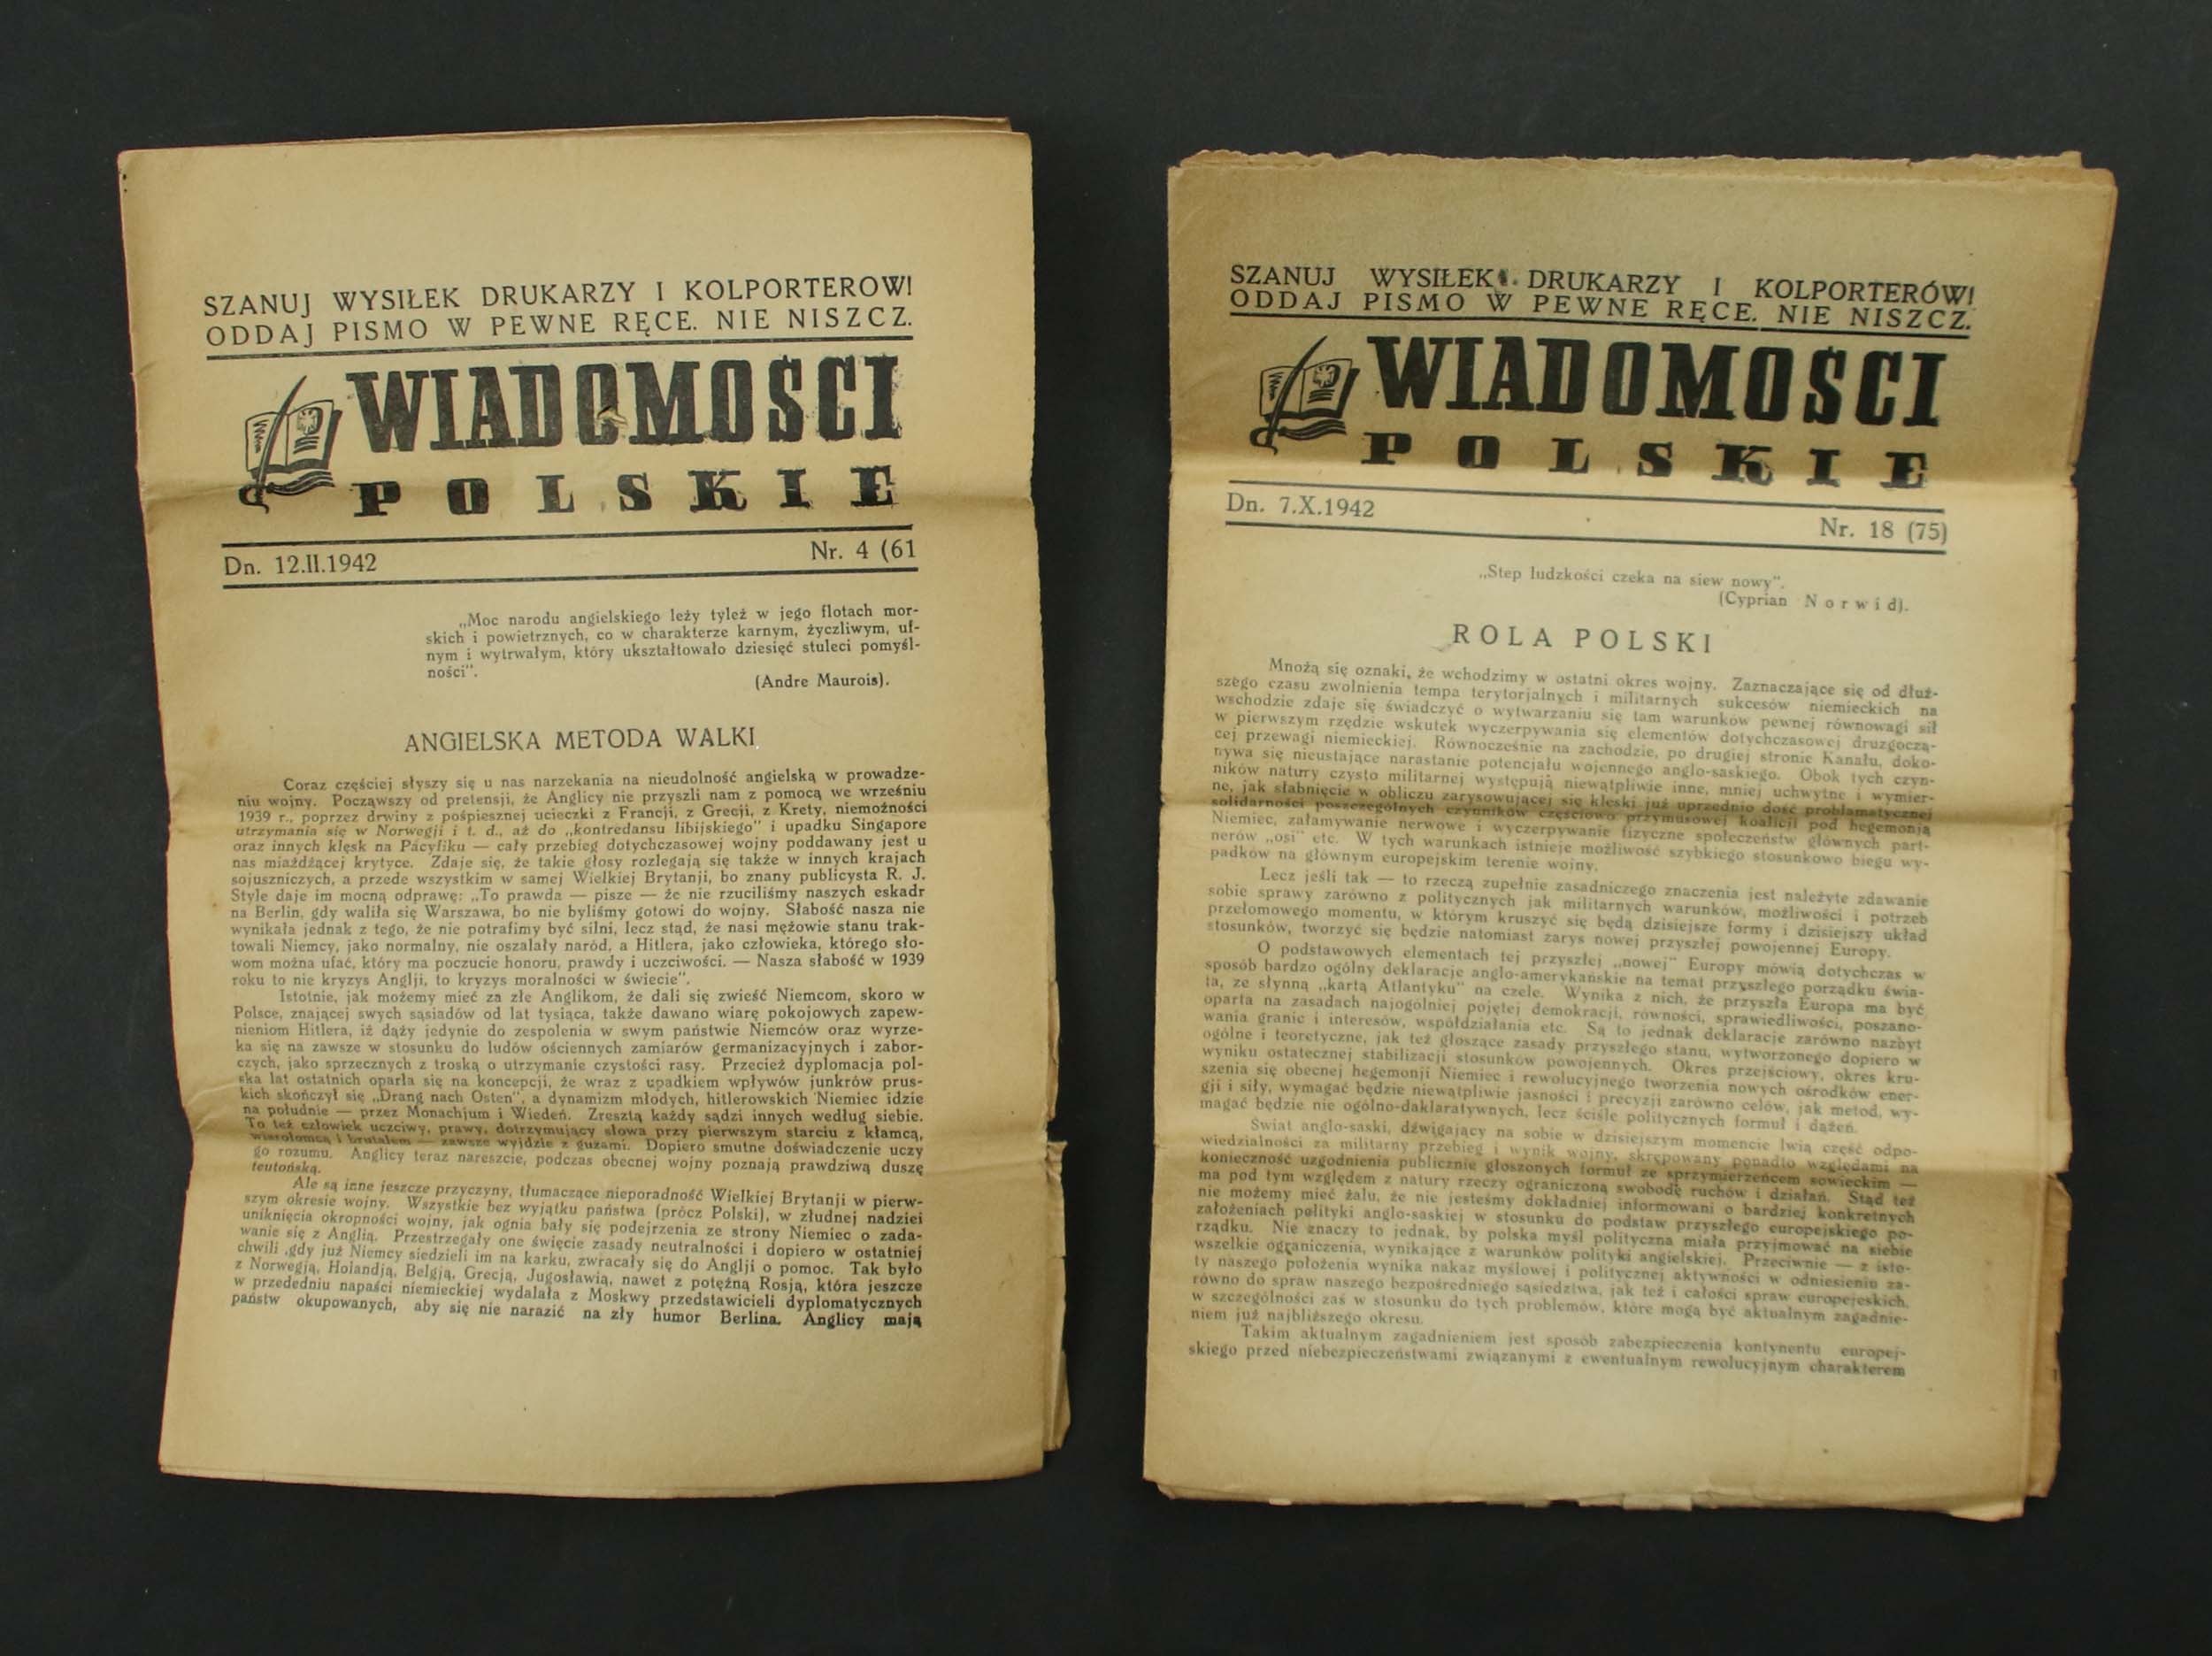 SZANUJ WYSIŁEK DRUKARZY I KOLPORTEROW!
ODDAJ PISMO W PEWNE RĘCE. NIE NISZCZ.
WIADOMOŚCI
POLSKIE
Dn. 12.II.1942
Nr. 4 (61
„Moc narodu angielskiego leży tyleż w jego flotach mor-
skich i powietrznych, co w charakterze karnym, życzliwym, uf-
nym i wytrwałym, który ukształtowało dziesięć stuleci pomyśl-
ności".
(Andre Maurois).
ANGIELSKA METODA WALKI
Coraz częściej słyszy się u nas narzekania na nieudolność angielską w prowadze-
niu wojny. Począwszy od pretensji, że Anglicy nie przyszli nam z pomocą we wrześniu
1939 r., poprzez drwiny z pośpiesznej ucieczki z Francji, z Grecji, z Krety, niemożności
utrzymania się w Norwegji i t. d., aż do „kontredansu libijskiego" i upadku Singapore
oraz innych klęsk na Pacyfiku — cały przebieg dotychczasowej wojny poddawany jest u
nas miażdżącej krytyce. Zdaje się, że takie głosy rozlegają się także w innych krajach
sojuszniczych, a przede wszystkim w samej Wielkiej Brytanji, bo znany publicysta R. J.
Style daje im mocną odprawę: „To prawda — pisze — że nie rzuciliśmy naszych eskadr
na Berlin, gdy waliła się Warszawa, bo nie byliśmy gotowi do wojny. Słabość nasza nie
wynikała jednak z tego, że nie potrafimy być silni, lecz stąd, że nasi mężowie stanu trak-
towali Niemcy, jako normalny, nie oszalały naród, a Hitlera, jako człowieka, którego sło-
wom można ufać, który ma poczucie honoru, prawdy i uczciwości. — Nasza słabość w 1939
roku to nie kryzys Anglji, to kryzys moralności w świecie".
Istotnie, jak możemy mieć za złe Anglikom, że dali się zwieść Niemcom, skoro w
Polsce, znającej swych sąsiadów od lat tysiąca, także dawano wiarę pokojowych zapew-
nieniom Hitlera, iż dąży jedynie do zespolenia w swym państwie Niemców oraz wyrze-
ka się na zawsze w stosunku do ludów ościennych zamiarów germanizacyjnych i zabor-
czych, jako sprzecznych z troską o utrzymanie czystości rasy. Przecież dyplomacja pol-
ska lat ostatnich oparła się na koncepcji, że wraz z upadkiem wpływów junkrów prus-
kich skończył się „Drang nach Osten", a dynamizm młodych, hitlerowskich Niemiec idzie
na południe — przez Monachjum i Wiedeń. Zresztą każdy sądzi innych według siebie.
To też człowiek uczciwy, prawy, dotrzymujący słowa przy pierwszym starciu z kłamcą,
wiarołomcą i brutalem — zawsze wyjdzie z guzami. Dopiero smutne doświadczenie uczy
go rozumu. Anglicy teraz nareszcie, podczas obecnej wojny poznają prawdziwą duszę
teutońską.
Ale są inne jeszcze przyczyny, tłumaczące nieporadność Wielkiej Brytanji w pierw-
szym okresie wojny. Wszystkie bez wyjątku państwa (prócz Polski), w złudnej nadziei
uniknięcia okropności wojny, jak ognia bały się podejrzenia ze strony Niemiec o zada-
wanie się z Anglią. Przestrzegały one święcie zasady neutralności i dopiero w ostatniej
chwili ,gdy już Niemcy siedzieli im na karku, zwracały się do Anglji o pomoc. Tak było
z Norwegją, Holandją, Belgją, Grecją, Jugosławią, nawet z potężną Rosją, która jeszcze
w przededniu napaści niemieckiej wydalała z Moskwy przedstawicieli dyplomatycznych
państw okupowanych, aby się nie narazić na zły humor Berlina. Anglicy mają
SZANUJ WYSIŁEK DRUKARZY I KOLPORTERÓW!
ODDAJ PISMO W PEWNE RĘCE. NIE NISZCZ.
WIADOMOŚCI
POLSKIE
Dn. 7.X.1942
Nr. 18 (75)
„Step ludzkości czeka na siew nowy".
(Cyprian Norwid).
ROLA POLSKI
Mnożą się oznaki, że wchodzimy w ostatni okres wojny. Zaznaczające się od dłuż-
szego czasu zwolnienia tempa terytorjalnych i militarnych sukcesów niemieckich na
wschodzie zdaje się świadczyć o wytwarzaniu się tam warunków pewnej równowagi sił
w pierwszym rzędzie wskutek wyczerpywania się elementów dotychczasowej druzgoczą-
cej przewagi niemieckiej. Równocześnie na zachodzie, po drugiej stronie Kanału, doko-
nywa się nieustające narastanie potencjału wojennego anglo-saskiego. Obok tych czyn-
ników natury czysto militarnej występują niewątpliwie inne, mniej uchwytne i wymier-
ne, jak słabnięcie w obliczu zarysowującej się klęski już uprzednio dość problematycznej
solidarności poszczególnych czynników częściowo przymusowej koalicji pod hegemonją
Niemiec, załamywanie nerwowe i wyczerpywanie fizyczne społeczeństw głównych part-
nerów „osi" etc. W tych warunkach istnieje możliwość szybkiego stosunkowo biegu wy-
padków na głównym europejskim terenie wojny.
Lecz jeśli tak — to rzeczą zupełnie zasadniczego znaczenia jest należyte zdawanie
sobie sprawy zarówno z politycznych jak militarnych warunków, możliwości i potrzeb
przełomowego momentu, w którym kruszyć się będą dzisiejsze formy i dzisiejszy układ
stosunków, tworzyć się będzie natomiast zarys nowej przyszłej powojennej Europy.
O podstawowych elementach tej przyszłej „nowej" Europy mówią dotychczas w
sposób bardzo ogólny deklaracje anglo-amerykańskie na temat przyszłego porządku świa-
ta, ze słynną „kartą Atlantyku" na czele. Wynika z nich, że przyszła Europa ma być
oparta na zasadach najogólniej pojętej demokracji, równości, sprawiedliwości, poszano-
wania granic i interesów, współdziałania etc. Są to jednak deklaracje zarówno nazbyt
ogólne i teoretyczne, jak też głoszące zasady przyszłego stanu, wytworzonego dopiero w
wyniku ostatecznej stabilizacji stosunków powojennych. Okres przejściowy, okres kru-
szenia się obecnej hegemonji Niemiec i rewolucyjnego tworzenia nowych ośrodków ener-
gji i siły, wymagać będzie niewątpliwie jasności i precyzji zarówno celów, jak metod, wy-
magać będzie nie ogólno-daklaratywnych, lecz ściśle politycznych formuł i dążeń.
Świat anglo-saski, dźwigający na sobie w dzisiejszym momencie lwią część odpo-
wiedzialności za militarny przebieg i wynik wojny, skrępowany ponadto względami na
konieczność uzgodnienia publicznie głoszonych formuł ze sprzymierzeńcem sowieckim —
ma pod tym względem z natury rzeczy ograniczoną swobodę ruchów i działań. Stąd też
nie możemy mieć żalu, że nie jesteśmy dokładniej informowani o bardziej konkretnych
założeniach polityki anglo-saskiej w stosunku do podstaw przyszłego europejskiego po-
rządku. Nie znaczy to jednak, by polska myśl polityczna miała przyjmować na siebie
wszelkie ograniczenia, wynikające z warunków polityki angielskiej. Przeciwnie — z isto-
ty naszego położenia wynika nakaz myślowej i politycznej aktywności w odniesieniu za-
równo do spraw naszego bezpośredniego sąsiedztwa, jak też i całości spraw europejeskich,
w szczególności zaś w stosunku do tych problemów, które mogą być aktualnym zagadnie-
niem już najbliższego okresu.
Takim aktualnym zagadnieniem jest sposób zabezpieczenia kontynentu europej-
skiego przed niebezpieczeństwami związanymi z ewentualnym rewolucyjnym charakterem